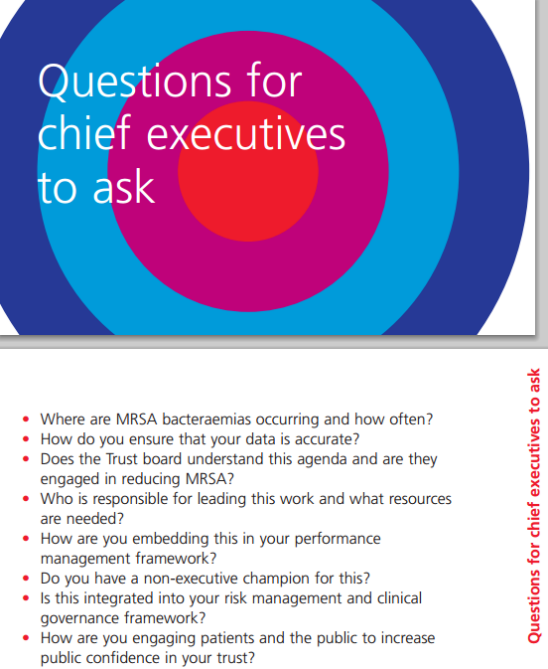 Questions for
chief executives
to ask
• Where are MRSA bacteraemias occurring and how often?
• How do you ensure that your data is accurate?
• Does the Trust board understand this agenda and are they
engaged in reducing MRSA?
• Who is responsible for leading this work and what resources
are needed?
• How are you embedding this in your performance
management framework?
• Do you have a non-executive champion for this?
• Is this integrated into your risk management and clinical
governance framework?
• How are you engaging patients and the public to increase
public confidence in your trust?
Questions for chief executives to ask